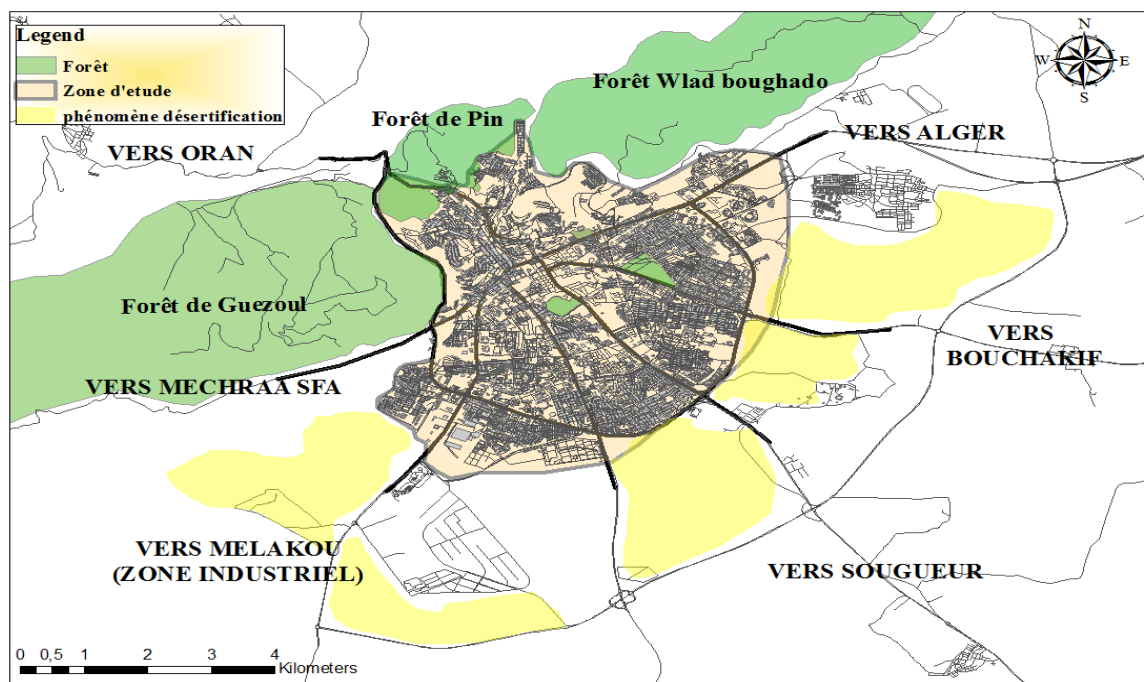 Legend
Forêt
Zone d'etude
phénomène désertification
N
W E
S
Forêt Wlad boughado
Forêt de Pin
VERS ORAN
VERS ALGER
Forêt de Guezoul
VERS
BOUCHAKIF
VERS MECHRAA SFA
VERS MELAKOU
(ZONE INDUSTRIEL)
VERS SOUGUEUR
0 0,5 1 2 3 4
Kilometers